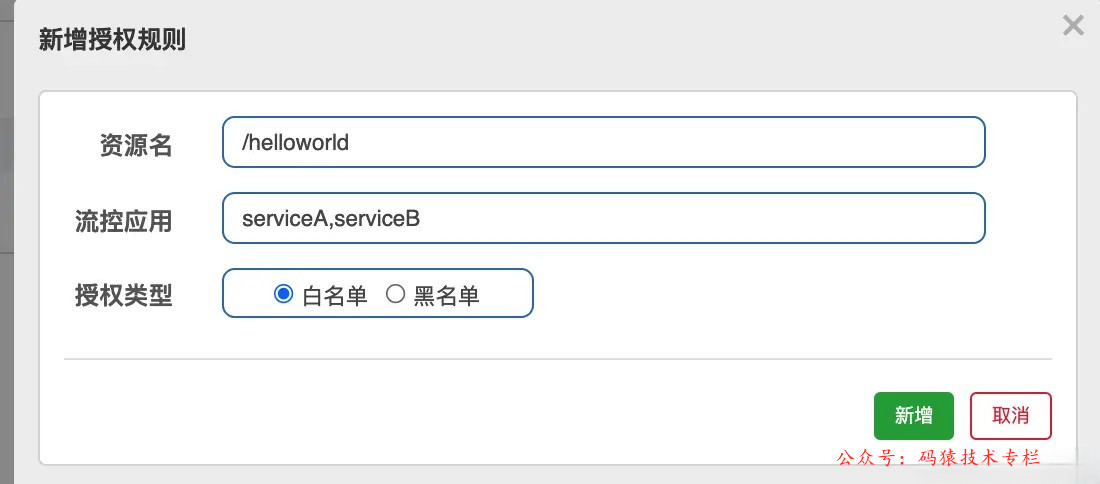 新增授权规则
×
资源名 /helloworld
流控应用 serviceA,serviceB
授权类型 白名单 黑名单
新增 取消
公众号：码猿技术专栏